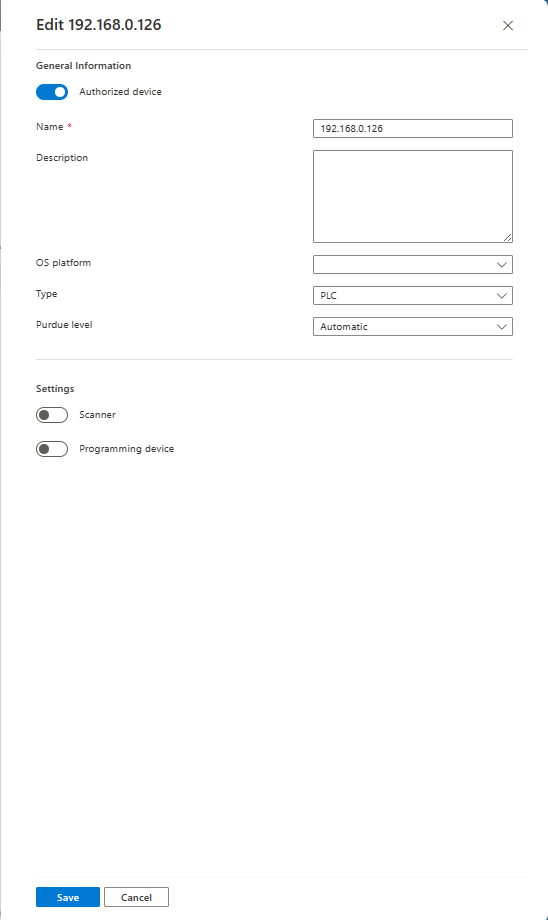 Edit 192.168.0.126
General Information
Authorized device
Name * 192.168.0.126
Description
OS platform
Type PLC
Purdue level Automatic
Settings
Scanner
Programming device
Save Cancel